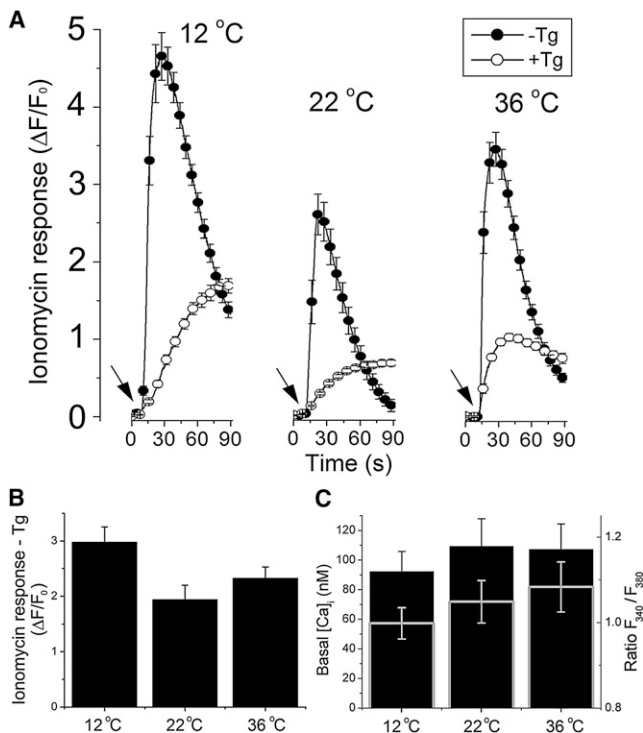 A
12 °C
22 °C
36 °C
-Tg
+Tg
Ionomycin response (ΔF/F₀)
5
4
3
2
1
0
0 30 60 90
0 30 60 90
0 30 60 90
Time (s)
B
Ionomycin response - Tg
(ΔF/F₀)
3
2
1
0
12°C 22°C 36°C
C
Basal [Ca]ᵢ (nM)
120
100
80
60
40
20
0
12°C 22°C 36°C
1.2
1.0
0.8
Ratio F₃₄₀/F₃₈₀